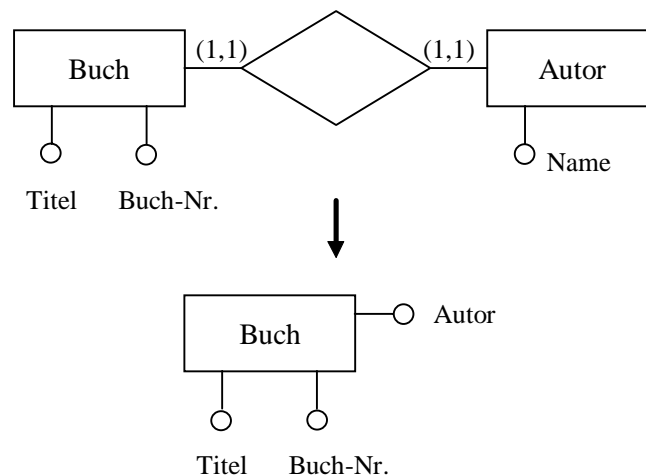 (1,1) (1,1)
Buch Autor
Name
Titel Buch-Nr.
Autor
Buch
Titel Buch-Nr.